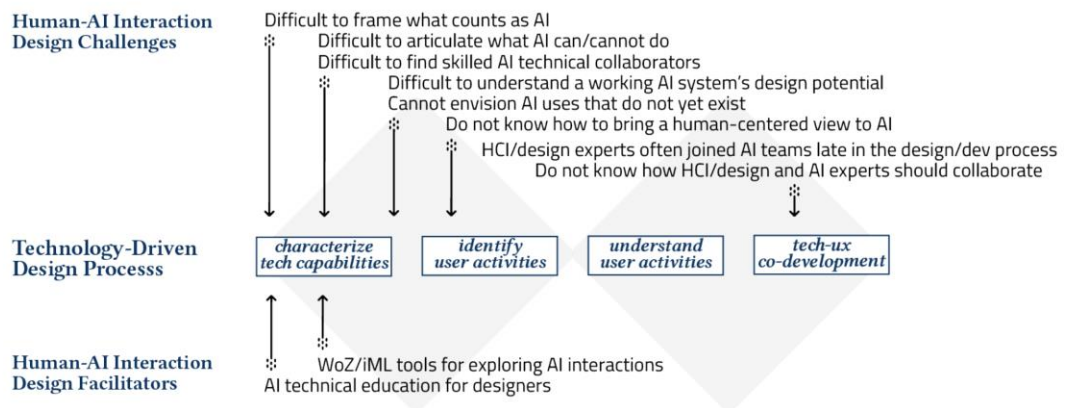 Human-AI Interaction
Design Challenges
Difficult to frame what counts as AI
Difficult to articulate what AI can/cannot do
Difficult to find skilled AI technical collaborators
Difficult to understand a working AI system's design potential
Cannot envision AI uses that do not yet exist
Do not know how to bring a human-centered view to AI
HCI/design experts often joined AI teams late in the design/dev process
Do not know how HCI/design and AI experts should collaborate
Technology-Driven
Design Processs
characterize
tech capabilities
identify
user activities
understand
user activities
tech-ux
co-development
Human-AI Interaction
Design Facilitators
WoZ/iML tools for exploring AI interactions
AI technical education for designers